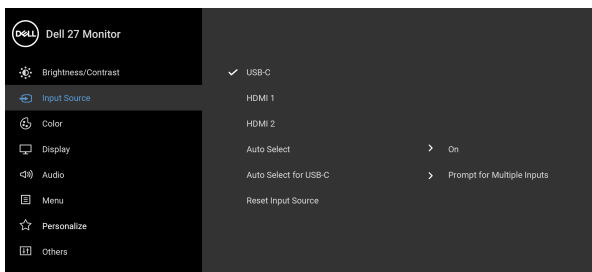 DELL Dell 27 Monitor
Brightness/Contrast
USB-C
Input Source
HDMI 1
Color
HDMI 2
Display
Auto Select
On
Audio
Auto Select for USB-C
Prompt for Multiple Inputs
Menu
Reset Input Source
Personalize
Others